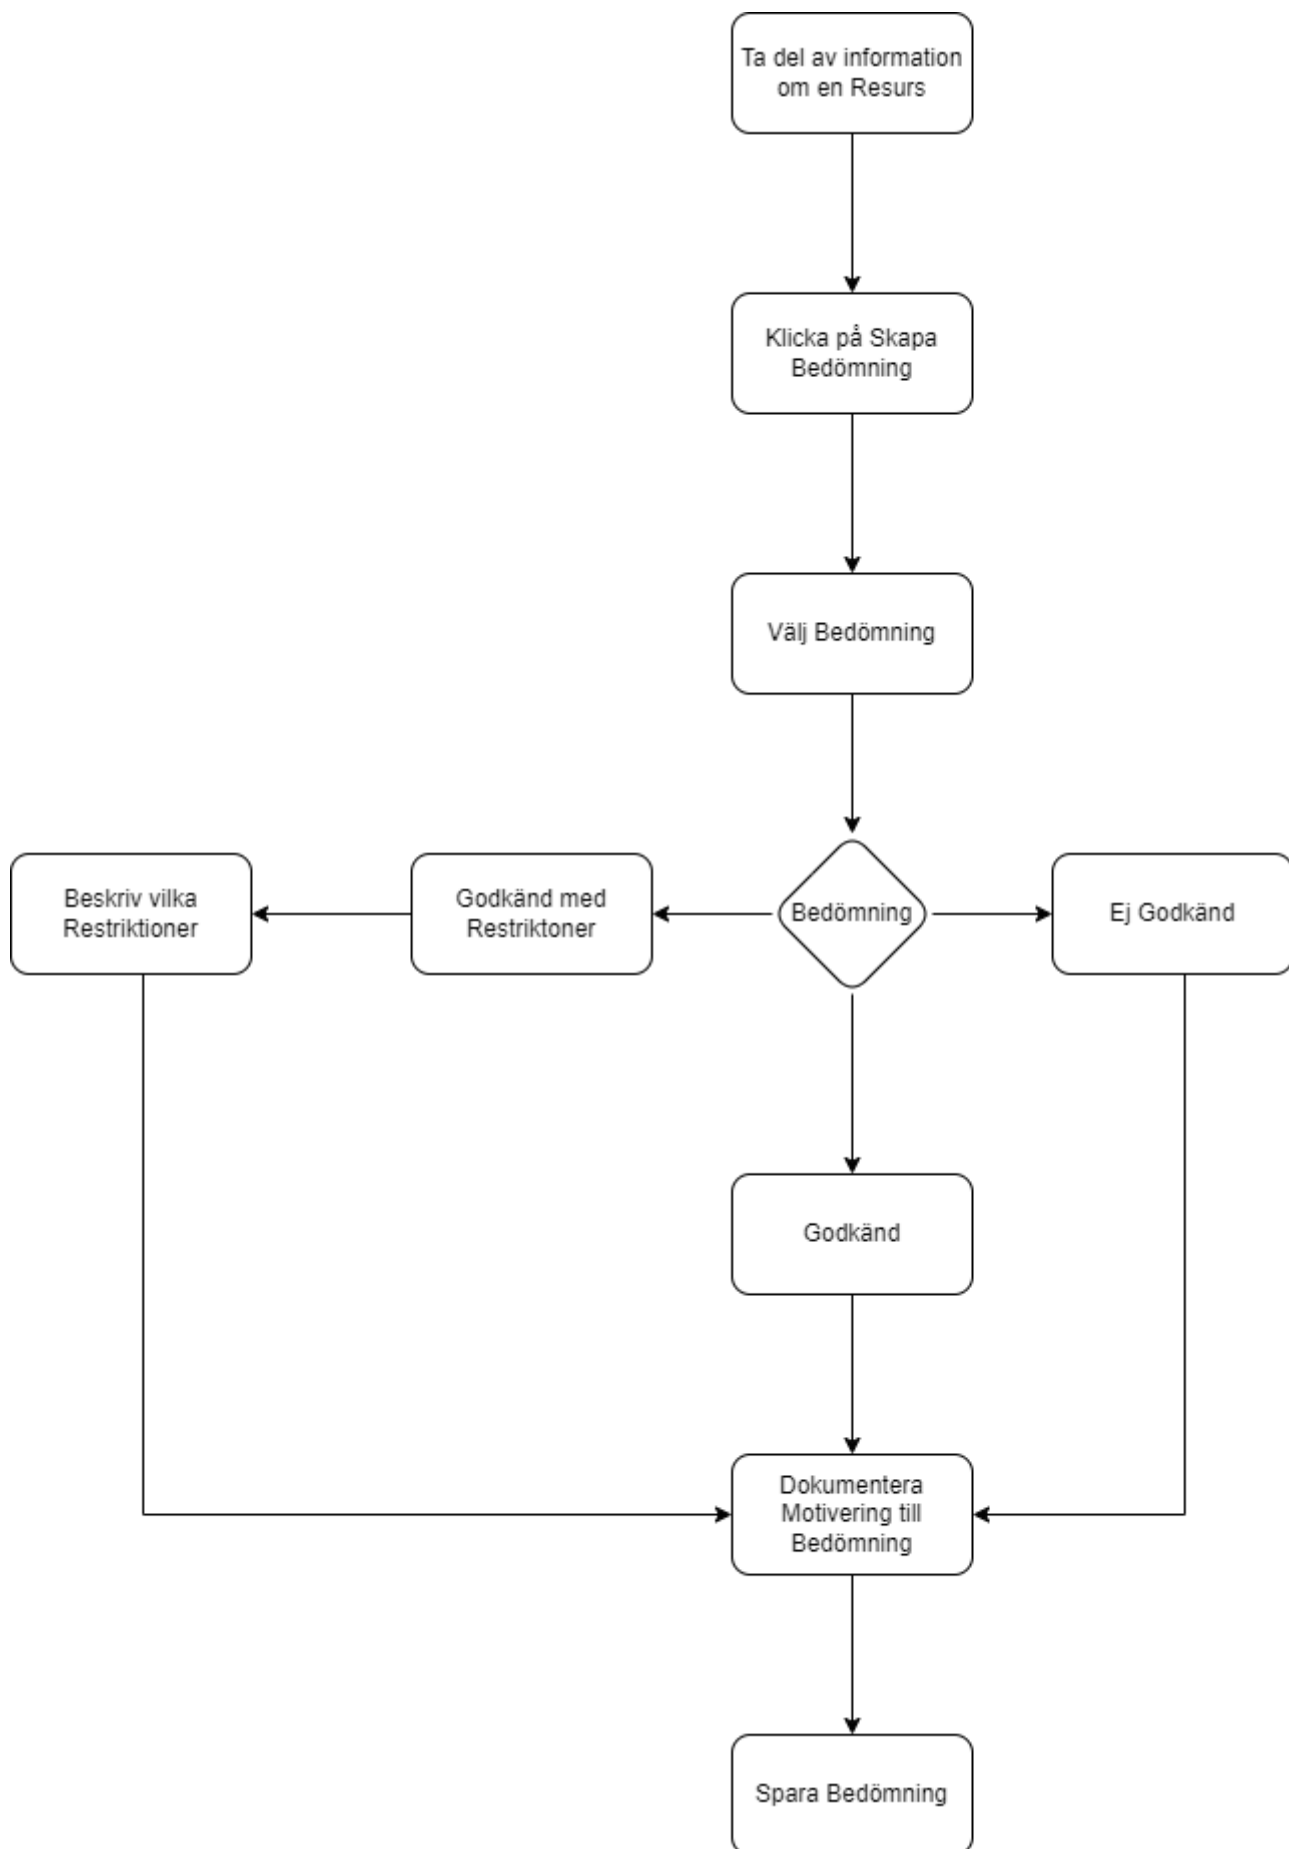 Ta del av information
om en Resurs
Klicka på Skapa
Bedömning
Välj Bedömning
Beskriv vilka
Restriktioner
Godkänd med
Restriktoner
Bedömning
Ej Godkänd
Godkänd
Dokumentera
Motivering till
Bedömning
Spara Bedömning